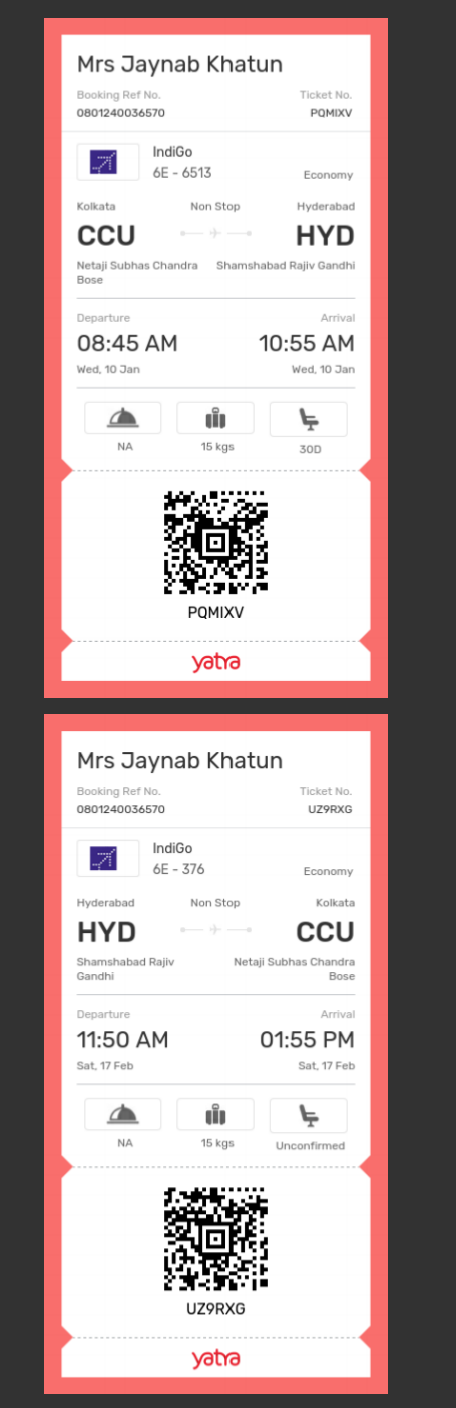 Mrs Jaynab Khatun
Booking Ref No. Ticket No.
0801240036570 PQMIXV
IndiGo
6E - 6513 Economy
Kolkata Non Stop Hyderabad
CCU HYD
Netaji Subhas Chandra Bose Shamshabad Rajiv Gandhi
Departure Arrival
08:45 AM 10:55 AM
Wed, 10 Jan Wed, 10 Jan
NA 15 kgs 30D
PQMIXV
yatra
Mrs Jaynab Khatun
Booking Ref No. Ticket No.
0801240036570 UZ9RXG
IndiGo
6E - 376 Economy
Hyderabad Non Stop Kolkata
HYD CCU
Shamshabad Rajiv Gandhi Netaji Subhas Chandra Bose
Departure Arrival
11:50 AM 01:55 PM
Sat, 17 Feb Sat, 17 Feb
NA 15 kgs Unconfirmed
UZ9RXG
yatra